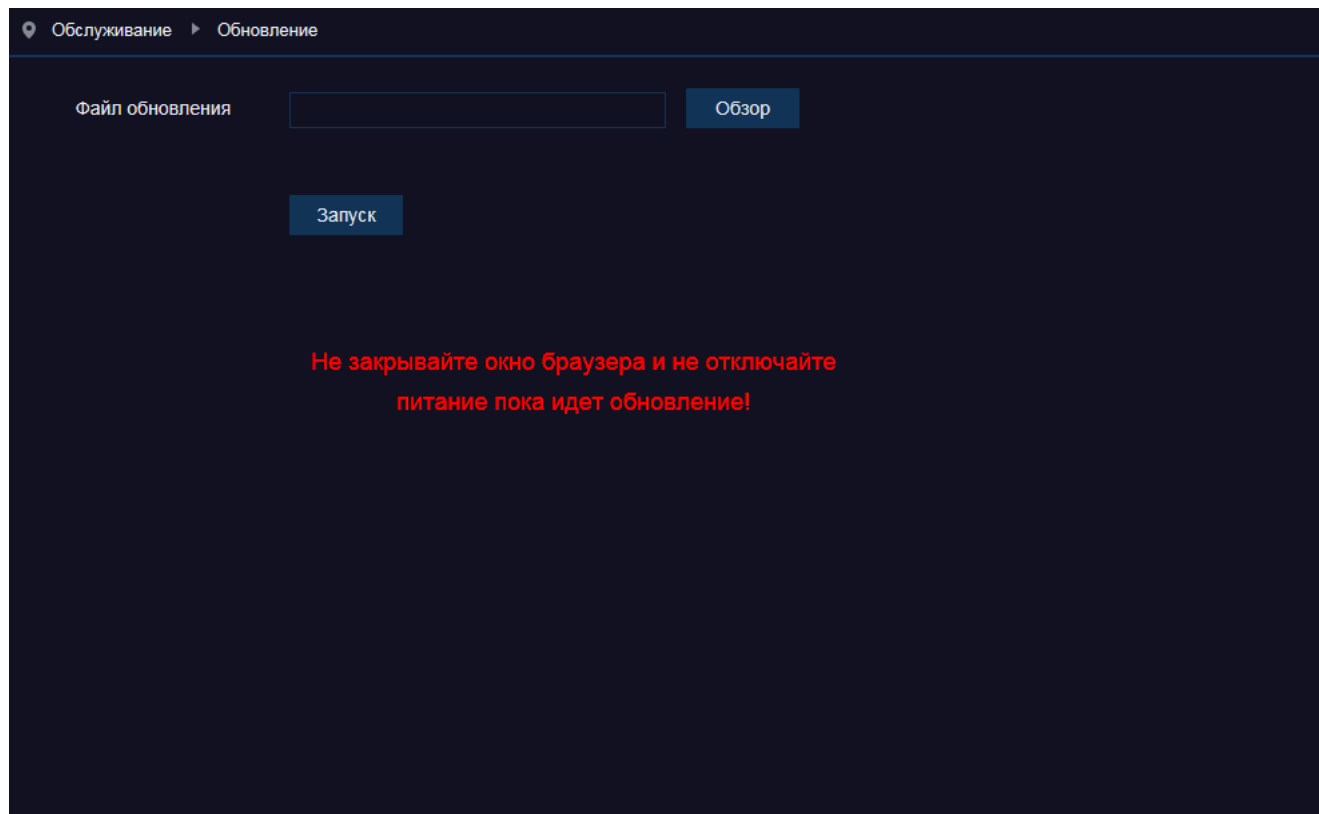 Обслуживание Обновление
Файл обновления Обзор
Запуск
Не закрывайте окно браузера и не отключайте
питание пока идет обновление!